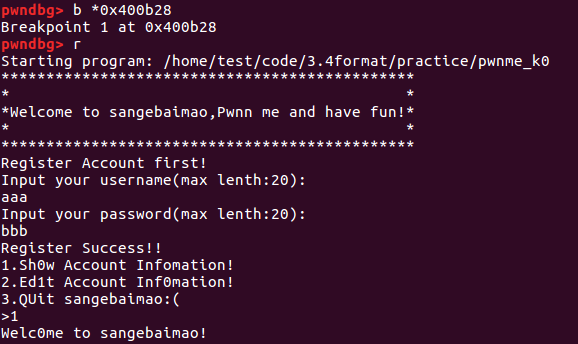 pwndbg> b *0x400b28
Breakpoint 1 at 0x400b28
pwndbg> r
Starting program: /home/test/code/3.4format/practice/pwnme_k0
**********************************************
*                                            *
*Welcome to sangebaimao,Pwnn me and have fun!*
*                                            *
**********************************************
Register Account first!
Input your username(max lenth:20):
aaa
Input your password(max lenth:20):
bbb
Register Success!!
1.Sh0w Account Infomation!
2.Ed1t Account Inf0mation!
3.QUit sangebaimao:(
>1
Welc0me to sangebaimao!